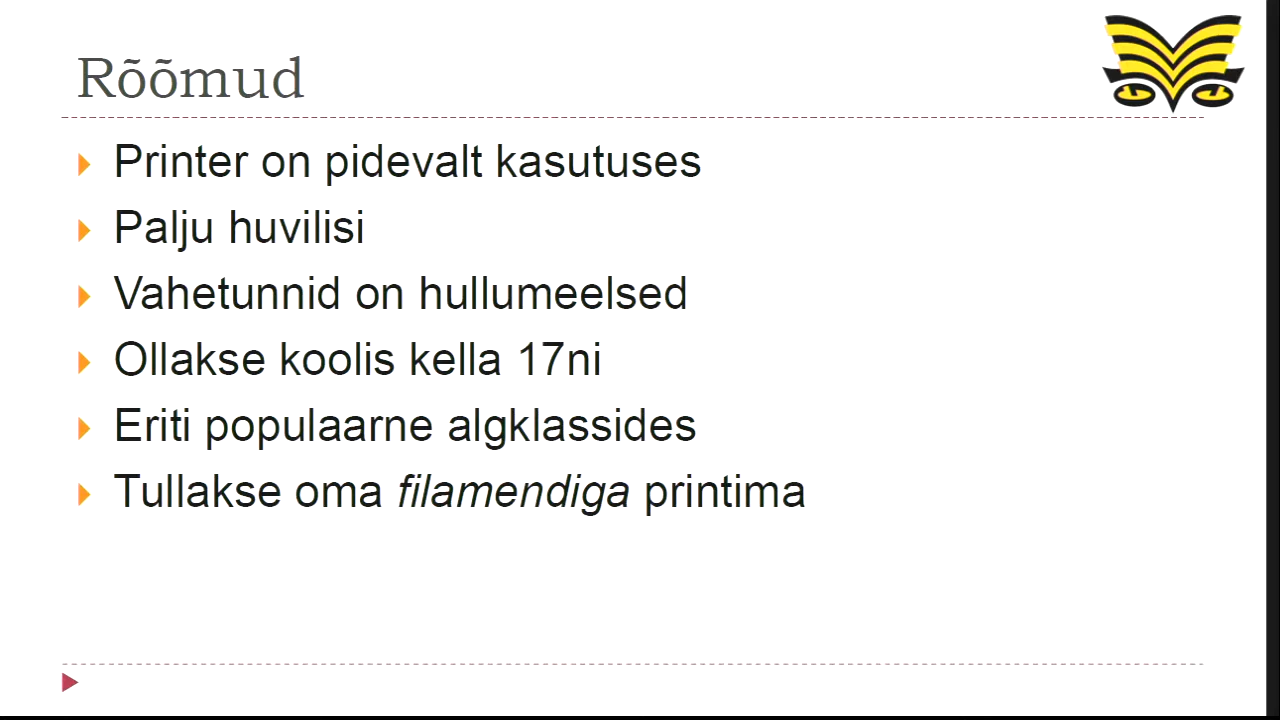 Rõõmud
Printer on pidevalt kasutuses
Palju huvilisi
Vahetunnid on hullumeelsed
Ollakse koolis kella 17ni
Eriti populaarne algklassides
Tullakse oma filamendiga printima